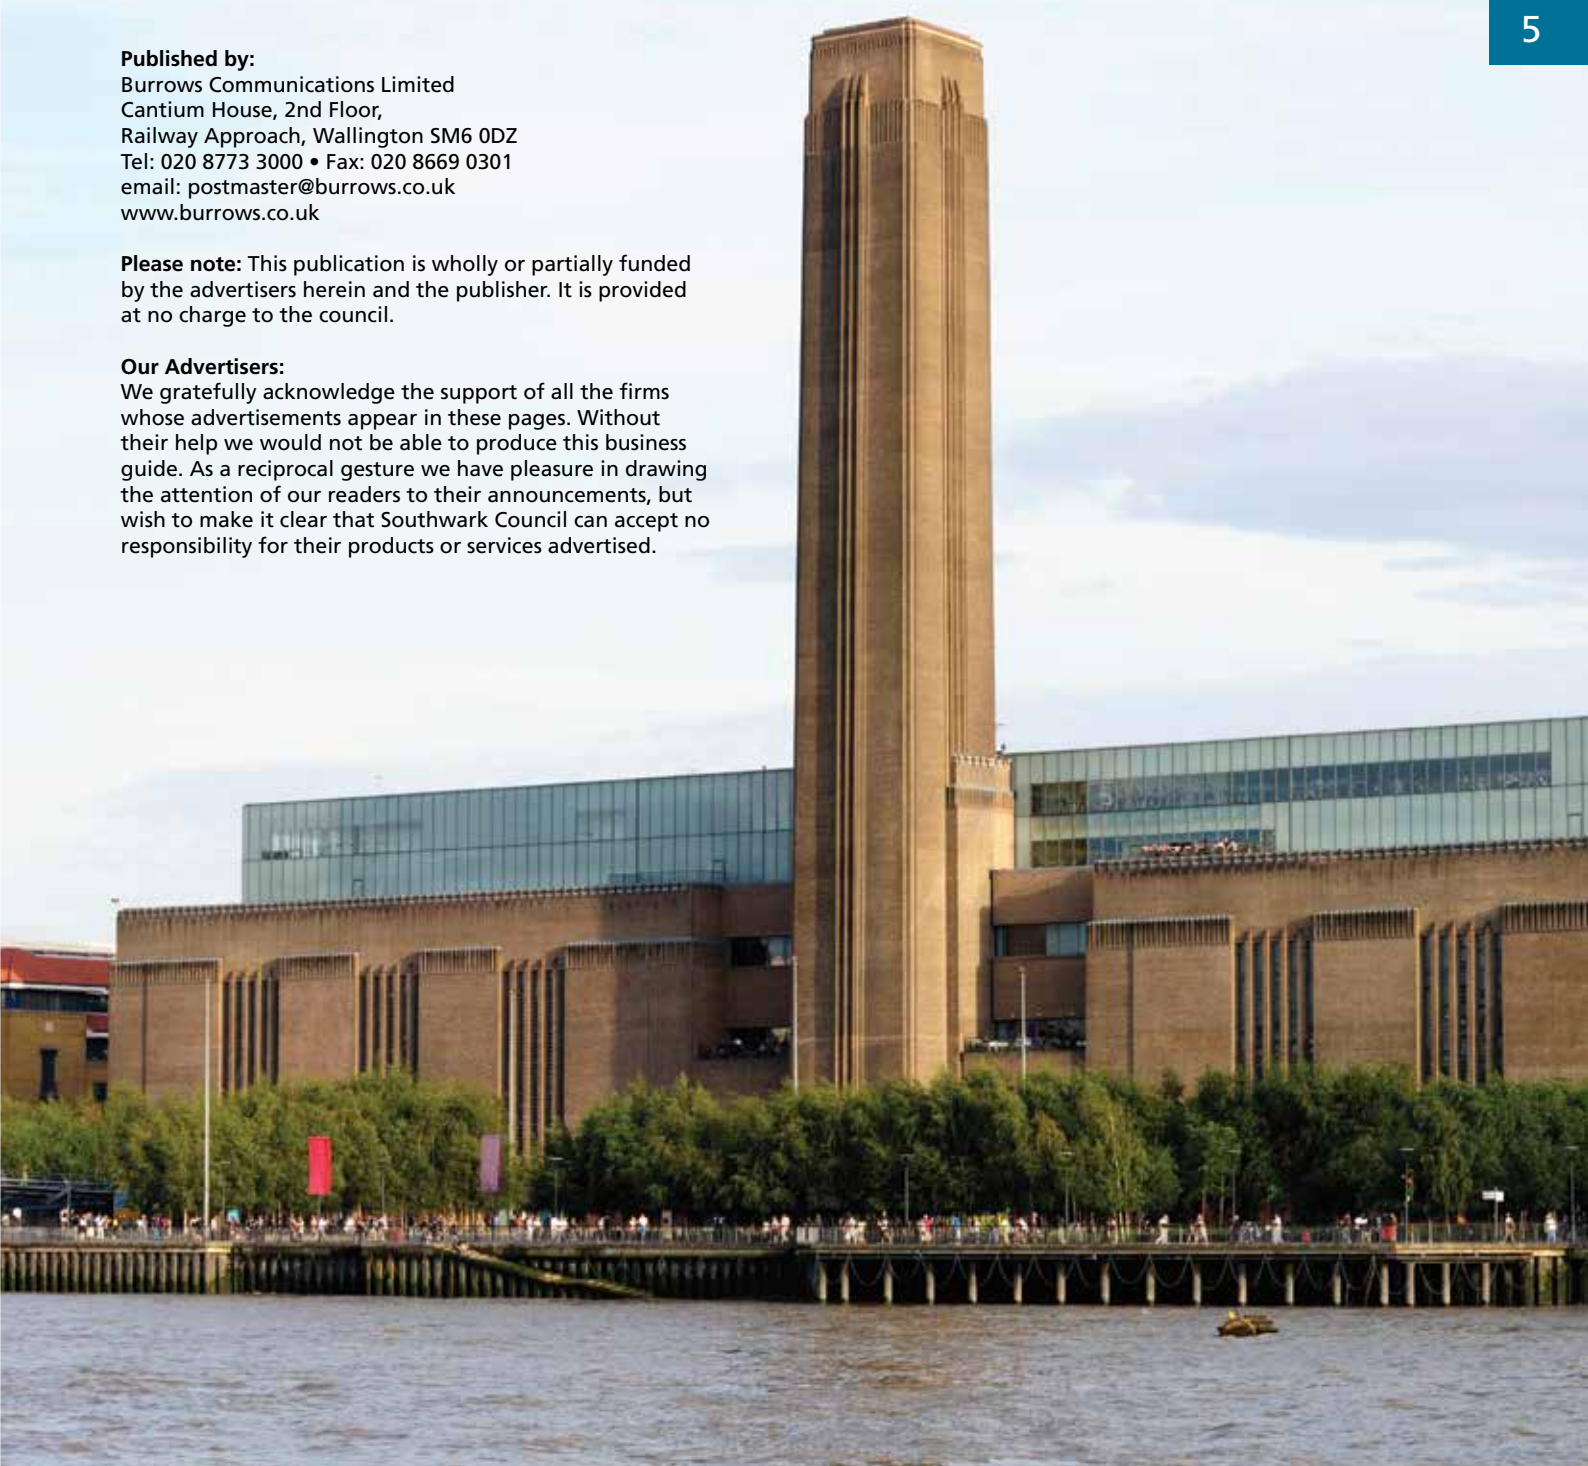 5
Published by:
Burrows Communications Limited
Cantium House, 2nd Floor,
Railway Approach, Wallington SM6 0DZ
Tel: 020 8773 3000 • Fax: 020 8669 0301
email: postmaster@burrows.co.uk
www.burrows.co.uk
Please note: This publication is wholly or partially funded
by the advertisers herein and the publisher. It is provided
at no charge to the council.
Our Advertisers:
We gratefully acknowledge the support of all the firms
whose advertisements appear in these pages. Without
their help we would not be able to produce this business
guide. As a reciprocal gesture we have pleasure in drawing
the attention of our readers to their announcements, but
wish to make it clear that Southwark Council can accept no
responsibility for their products or services advertised.